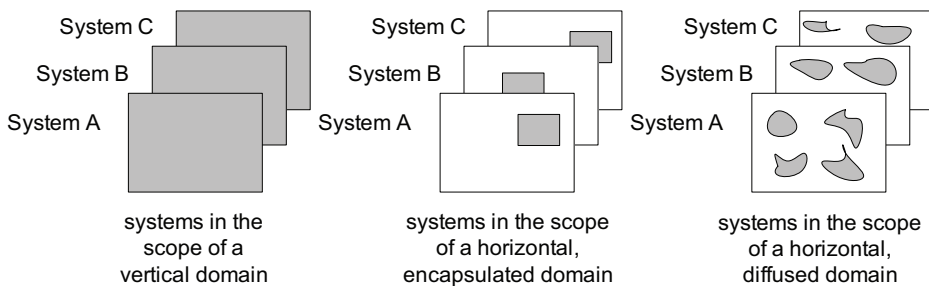 System C
System B
System A
systems in the
scope of a
vertical domain
System C
System B
System A
systems in the scope
of a horizontal,
encapsulated domain
System C
System B
System A
systems in the scope
of a horizontal,
diffused domain